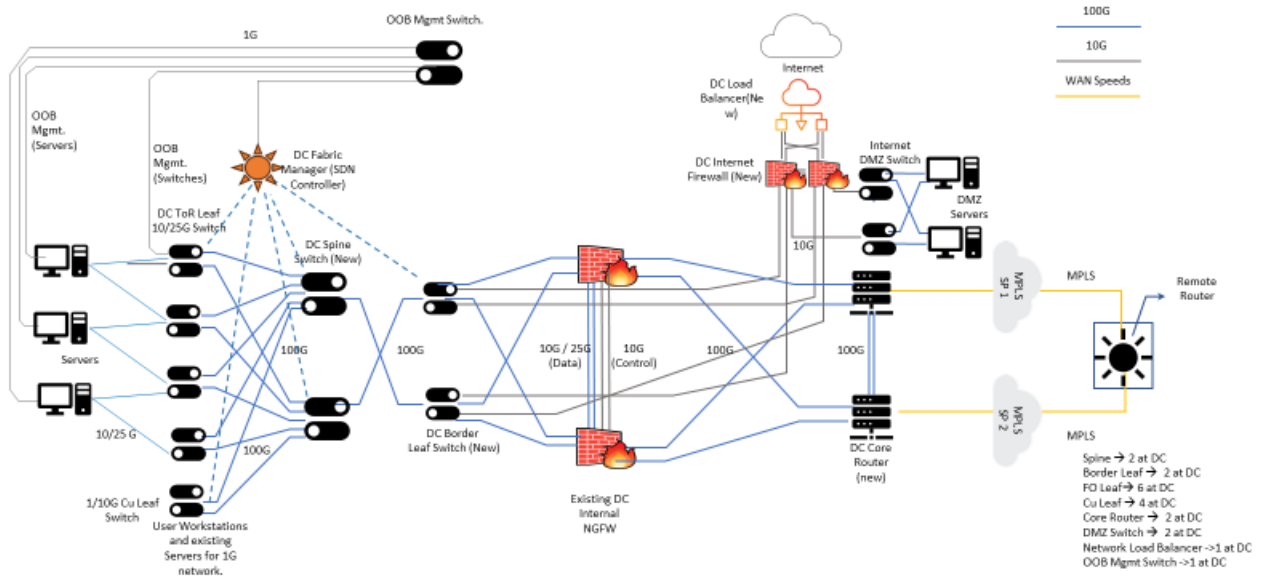 OOB Mgmt Switch.
1G
100G
10G
WAN Speeds
Internet
DC Load
Balancer(Ne
w)
OOB
Mgmt.
(Servers)
OOB
Mgmt.
(Switches)
DC Fabric
Manager (SDN
Controller)
DC Internet
Firewall (New)
Internet
DMZ Switch
DMZ
Servers
DC ToR Leaf
10/25G Switch
DC Spine
Switch (New)
10G
MPLS
SP 1
MPLS
Remote
Router
Servers
100G
100G
10G / 25G
(Data)
10G
(Control)
100G
100G
10/25 G
100G
DC Border
Leaf Switch (New)
DC Core
Router
(new)
MPLS
SP 2
MPLS
1/10G Cu Leaf
Switch
User Workstations
and existing
Servers for 1G
network.
Existing DC
Internal
NGFW
Spine → 2 at DC
Border Leaf → 2 at DC
FO Leaf → 6 at DC
Cu Leaf → 4 at DC
Core Router → 2 at DC
DMZ Switch → 2 at DC
Network Load Balancer ->1 at DC
OOB Mgmt Switch ->1 at DC